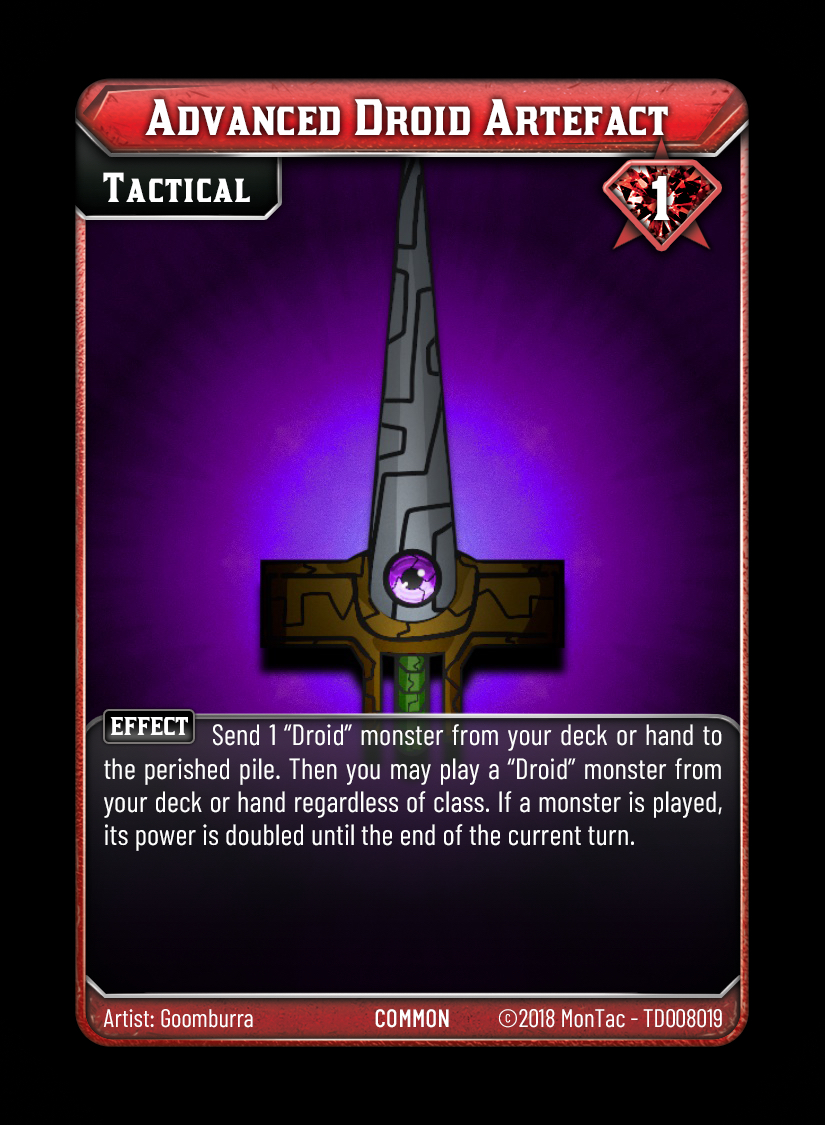 Advanced Droid Artefact
Tactical
1
EFFECT Send 1 “Droid” monster from your deck or hand to
the perished pile. Then you may play a “Droid” monster from
your deck or hand regardless of class. If a monster is played,
its power is doubled until the end of the current turn.
Artist: Goomburra COMMON ©2018 MonTac - TD008019